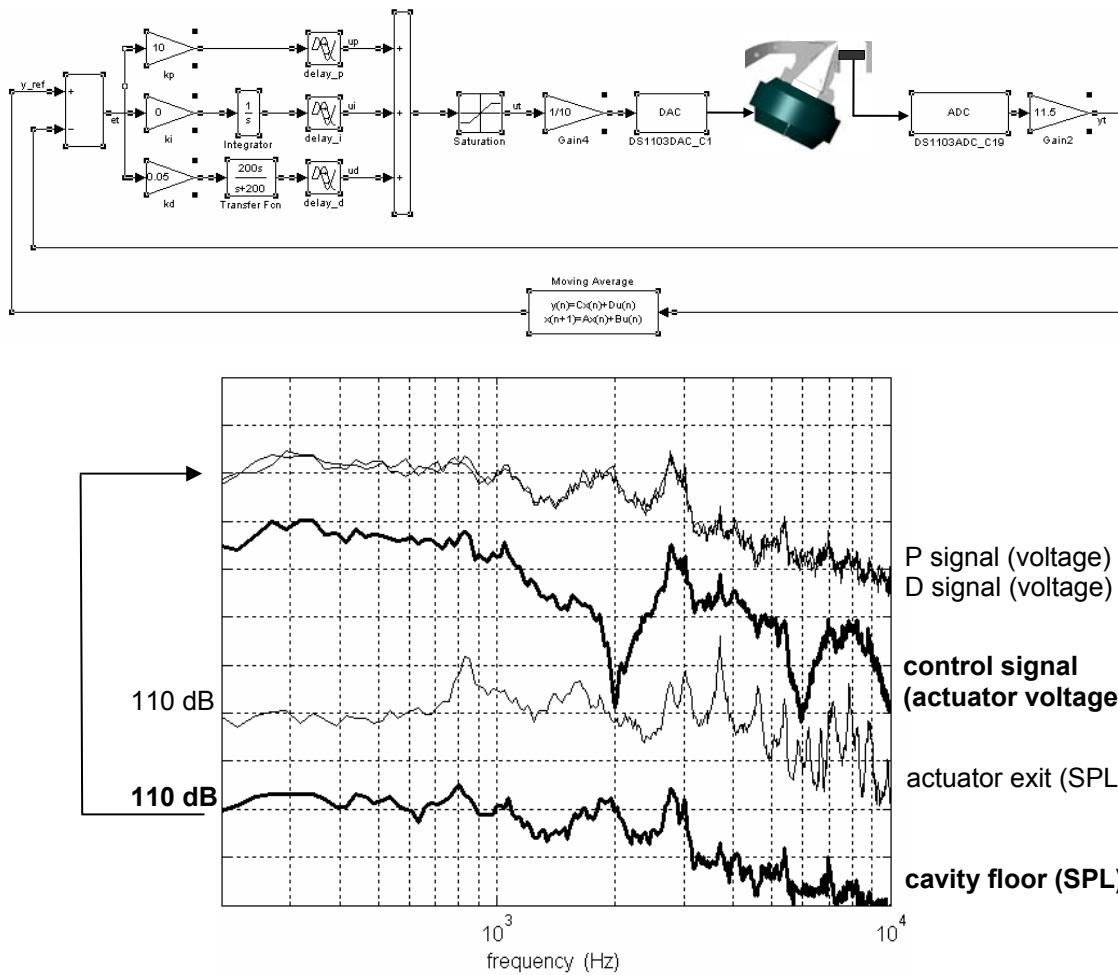 y_ref
+
−
et
10
kp
delay_p
up
0
ki
1
s
Integrator
delay_i
ui
0.05
kd
200s
s+200
Transfer Fcn
delay_d
ud
+
+
+
Saturation
ut
1/10
Gain4
DAC
DS1103DAC_C1
ADC
DS1103ADC_C19
11.5
Gain2
yt
Moving Average
y(n)=Cx(n)+Du(n)
x(n+1)=Ax(n)+Bu(n)
P signal (voltage)
D signal (voltage)
control signal
(actuator voltage
110 dB
actuator exit (SPL
110 dB
cavity floor (SPL)
10^3
10^4
frequency (Hz)